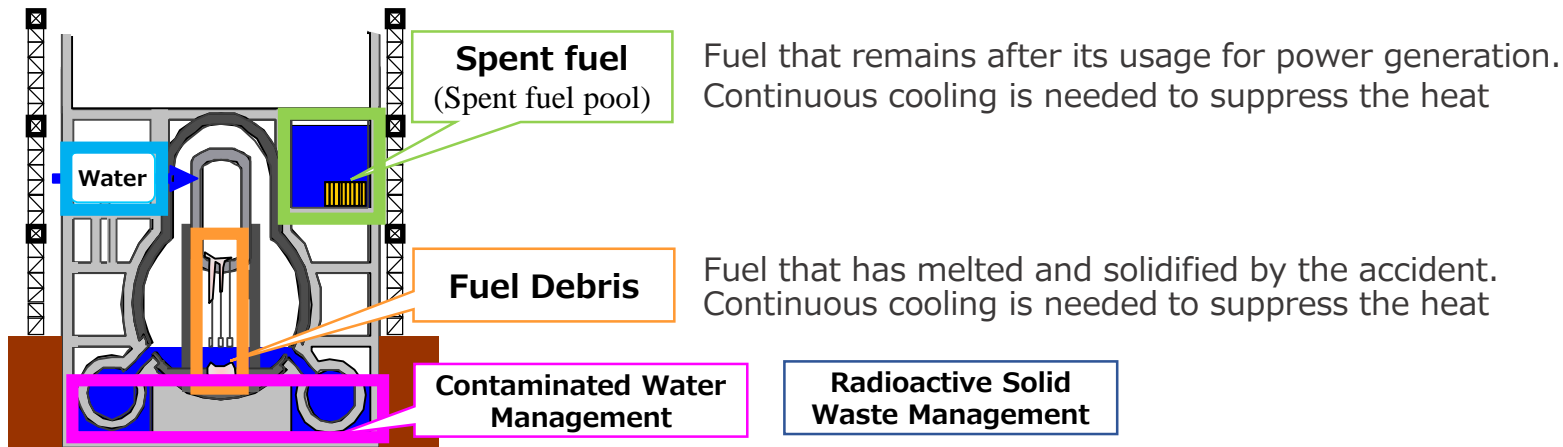 Spent fuel
(Spent fuel pool)
Fuel that remains after its usage for power generation.
Continuous cooling is needed to suppress the heat
Water
Fuel Debris
Fuel that has melted and solidified by the accident.
Continuous cooling is needed to suppress the heat
Contaminated Water
Management
Radioactive Solid
Waste Management